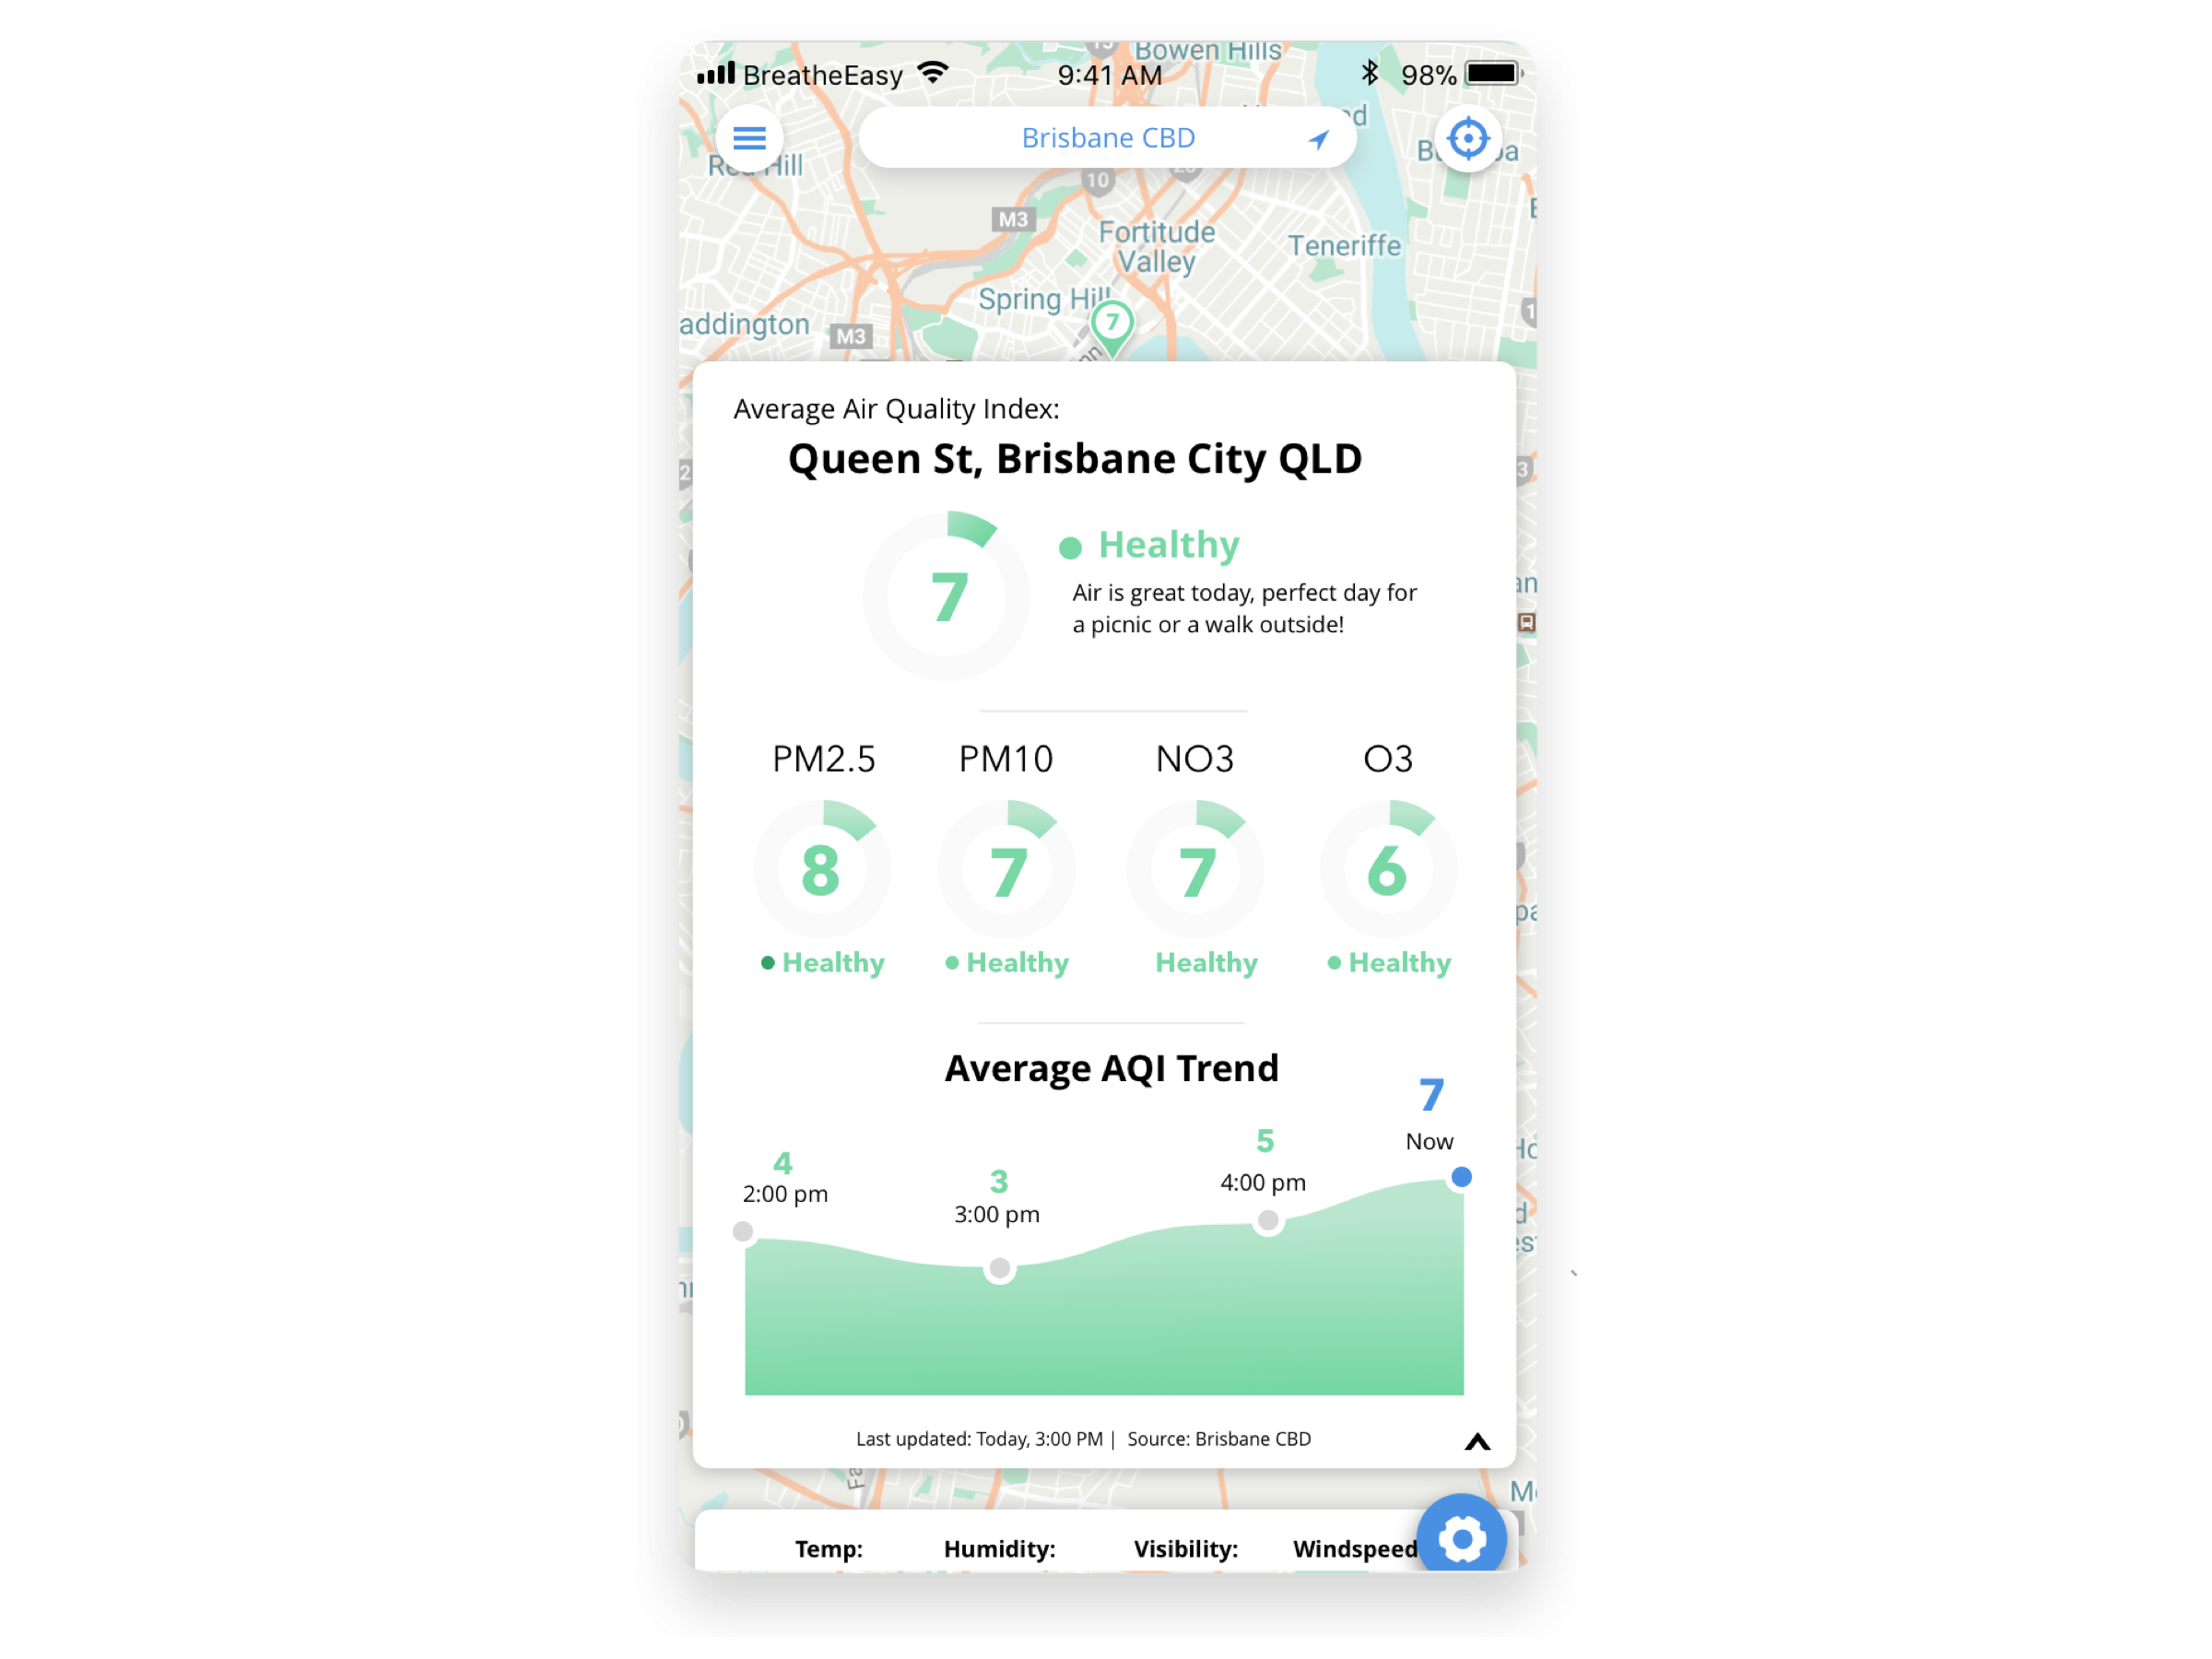 Bowen Hills
BreatheEasy 9:41 AM 98%
Brisbane CBD
10
M3
Fortitude
Valley
Teneriffe
Spring Hill
7
addington
M3
Average Air Quality Index:
Queen St, Brisbane City QLD
7
Healthy
Air is great today, perfect day for
a picnic or a walk outside!
PM2.5 PM10 NO3 O3
8 7 7 6
Healthy Healthy Healthy Healthy
Average AQI Trend
7
Now
5
4:00 pm
4
2:00 pm
3
3:00 pm
Last updated: Today, 3:00 PM | Source: Brisbane CBD
Temp: Humidity: Visibility: Windspeed